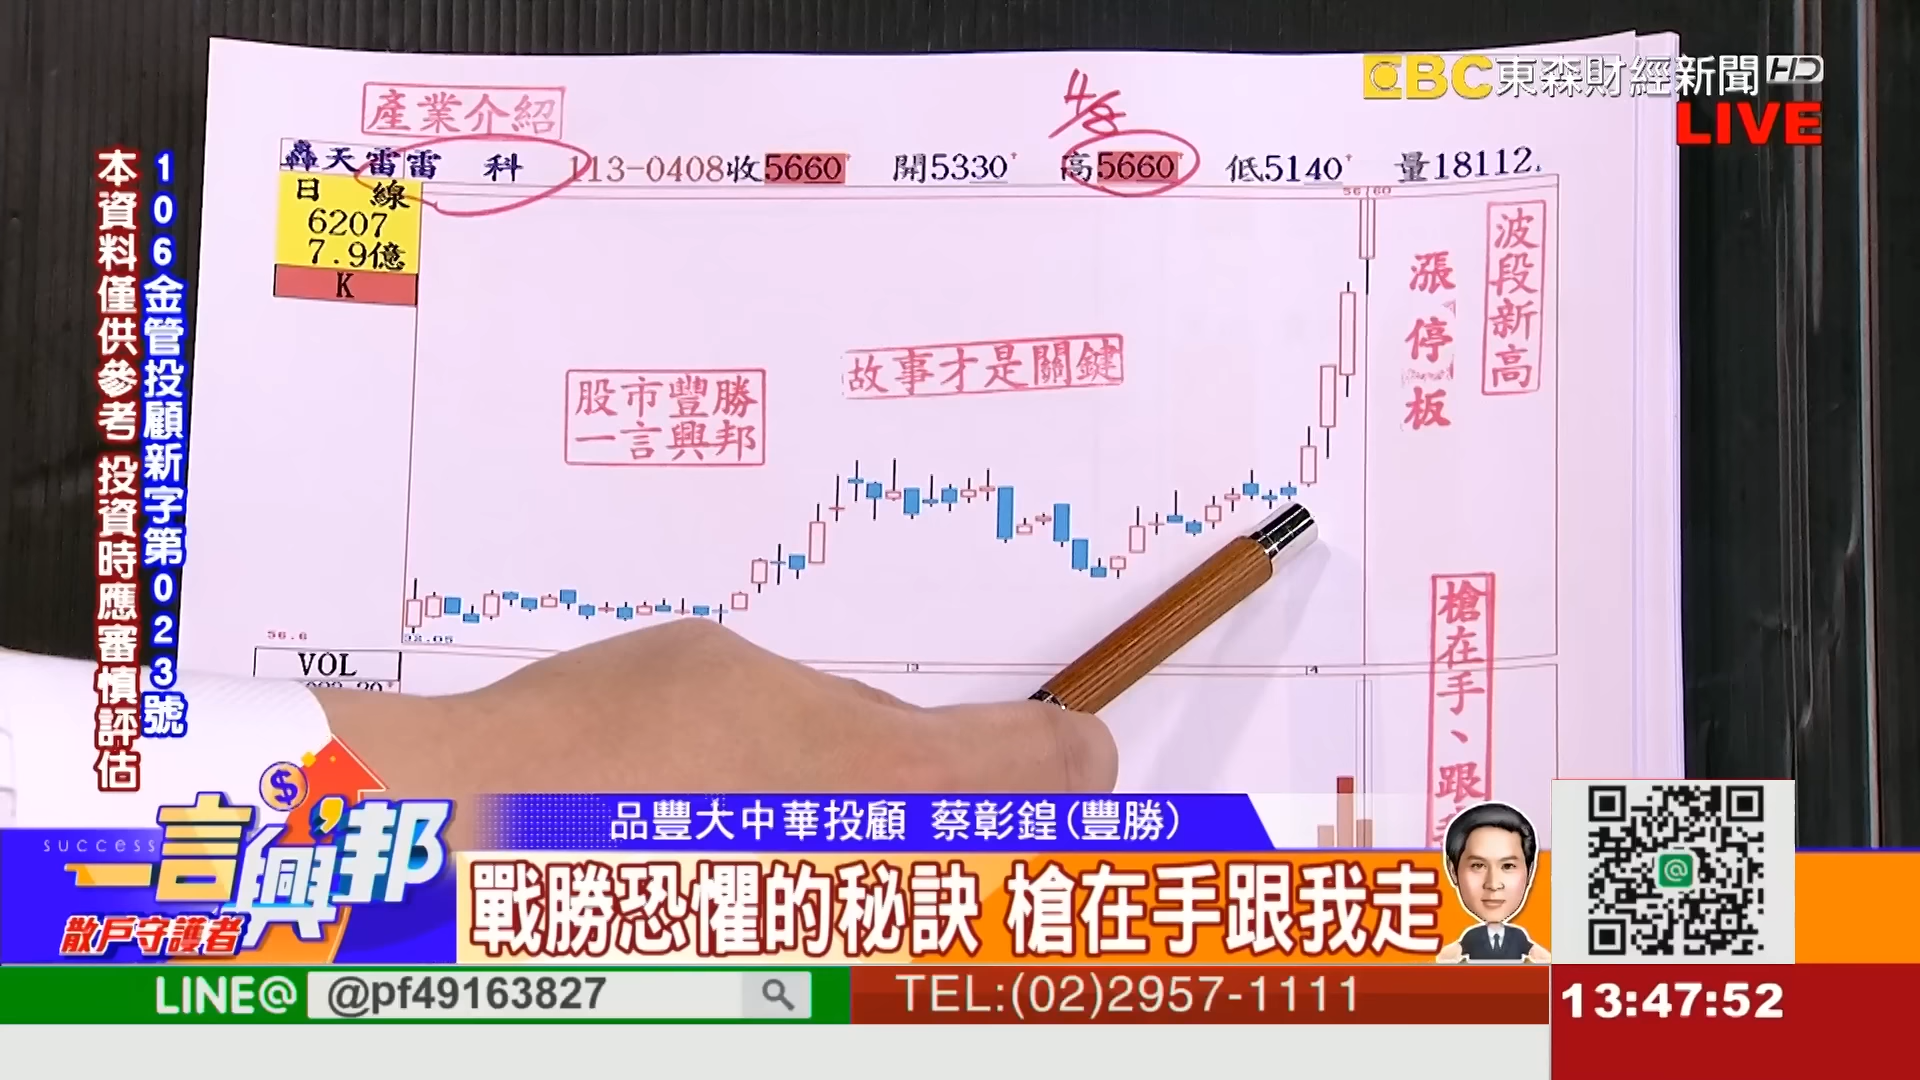 EBC東森財經新聞HD
LIVE
本資料僅供參考 投資時應審慎評估
106金管投顧新字第023號
產業介紹
4/8
轟天雷雷 科 113-0408收5660 開5330 高5660 低5140 量18112
日 線
6207
7.9億
K
5660
波段新高
漲停板
故事才是關鍵
股市豐勝
一言興邦
槍在手、跟
56.6
VOL
3
4
success
一言興邦
散戶守護者
品豐大中華投顧 蔡彰鍠(豐勝)
戰勝恐懼的秘訣 槍在手跟我走
LINE@ @pf49163827
TEL:(02)2957-1111
13:47:52